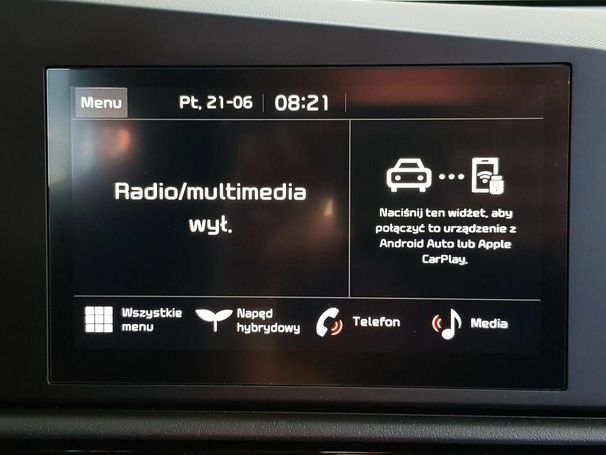 Menu Pt. 21-06 08:21
Radio/multimedia
wył.
Naciśnij ten widżet, aby
połączyć to urządzenie z
Android Auto lub Apple
CarPlay.
Wszystkie
menu
Napęd
hybrydowy
Telefon
Media